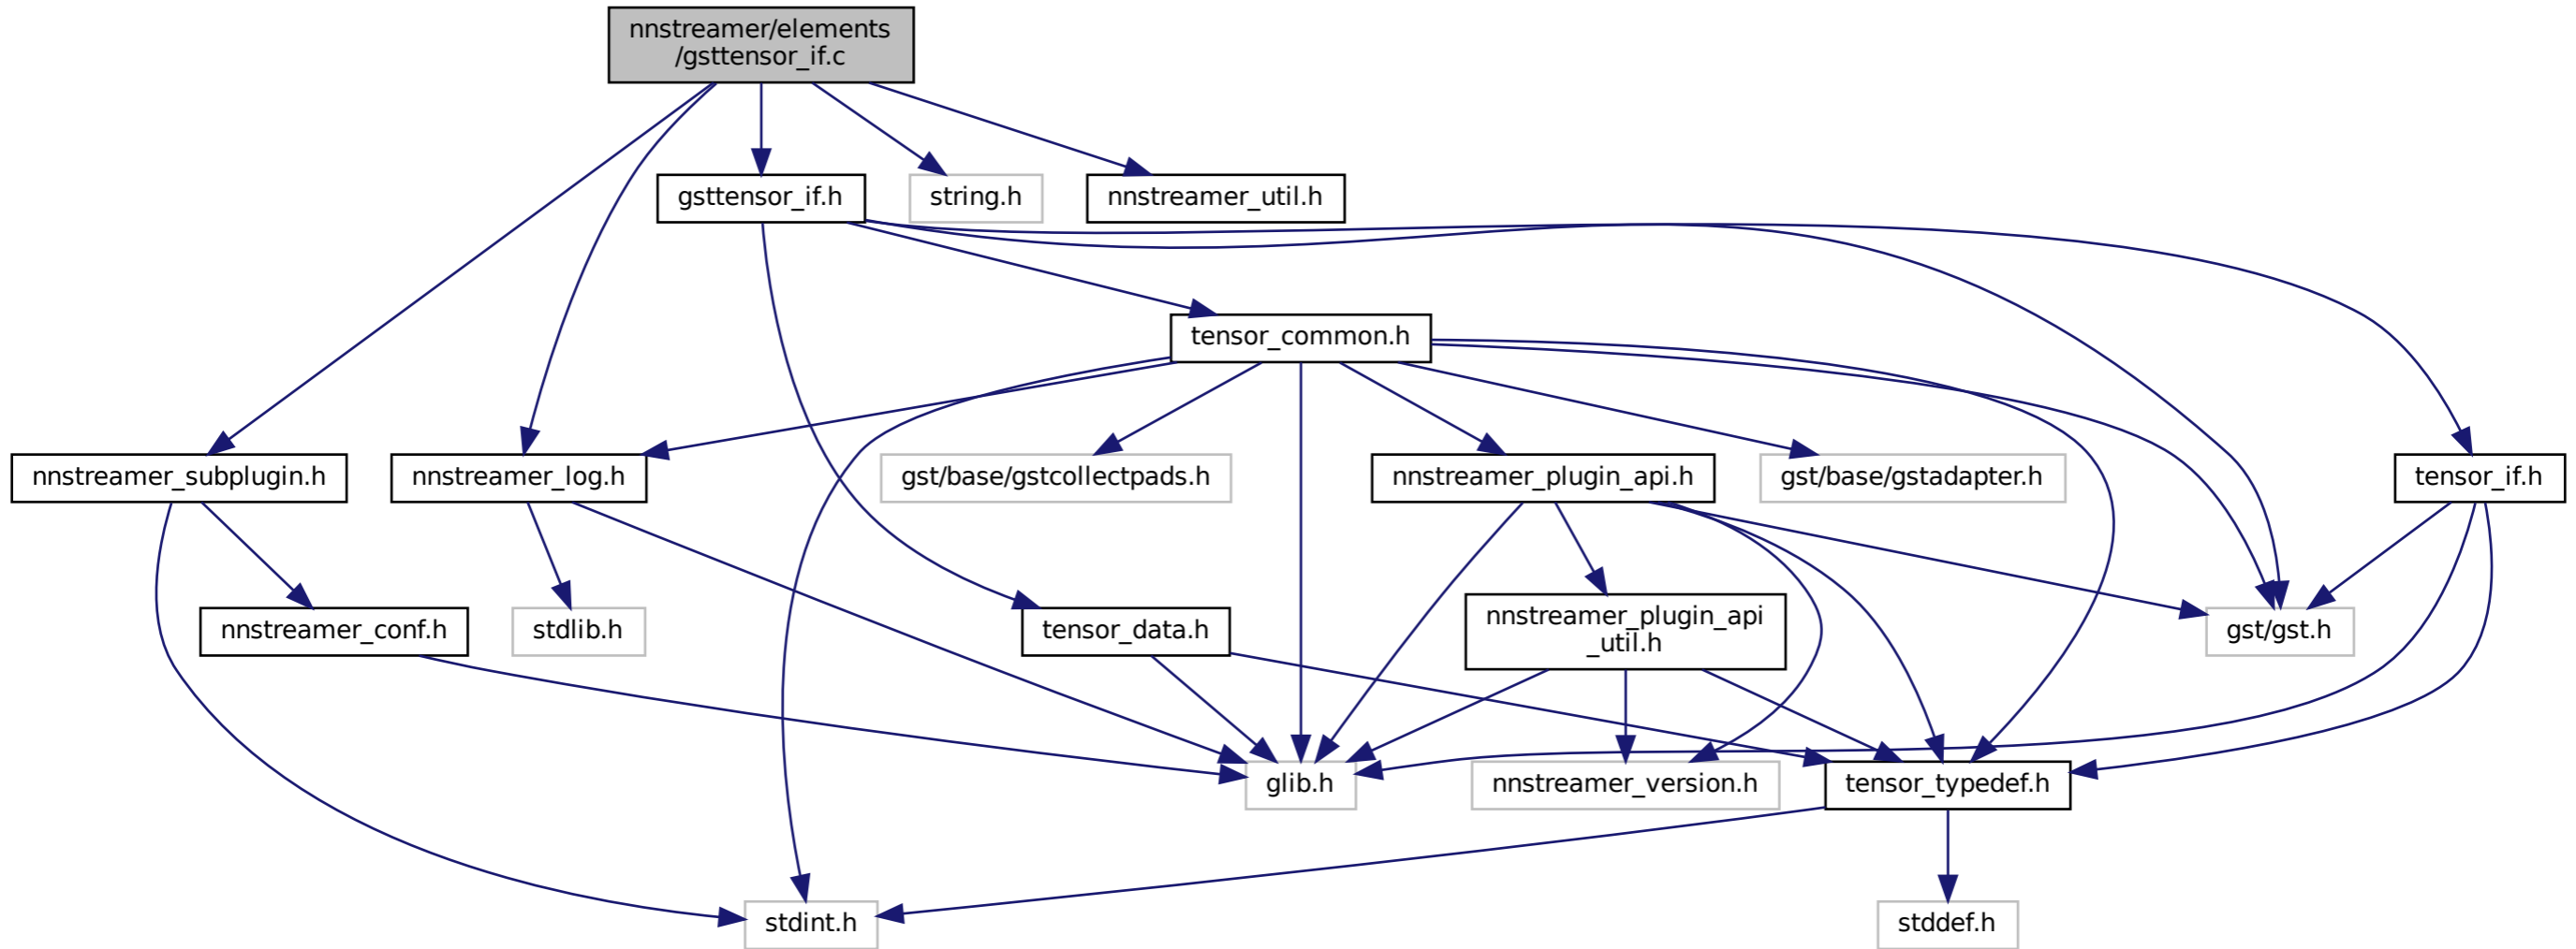 nnstreamer/elements
/gsttensor_if.c
gsttensor_if.h
string.h
nnstreamer_util.h
tensor_common.h
nnstreamer_subplugin.h
nnstreamer_log.h
gst/base/gstcollectpads.h
nnstreamer_plugin_api.h
gst/base/gstadapter.h
tensor_if.h
nnstreamer_conf.h
stdlib.h
tensor_data.h
nnstreamer_plugin_api
_util.h
gst/gst.h
glib.h
nnstreamer_version.h
tensor_typedef.h
stdint.h
stddef.h